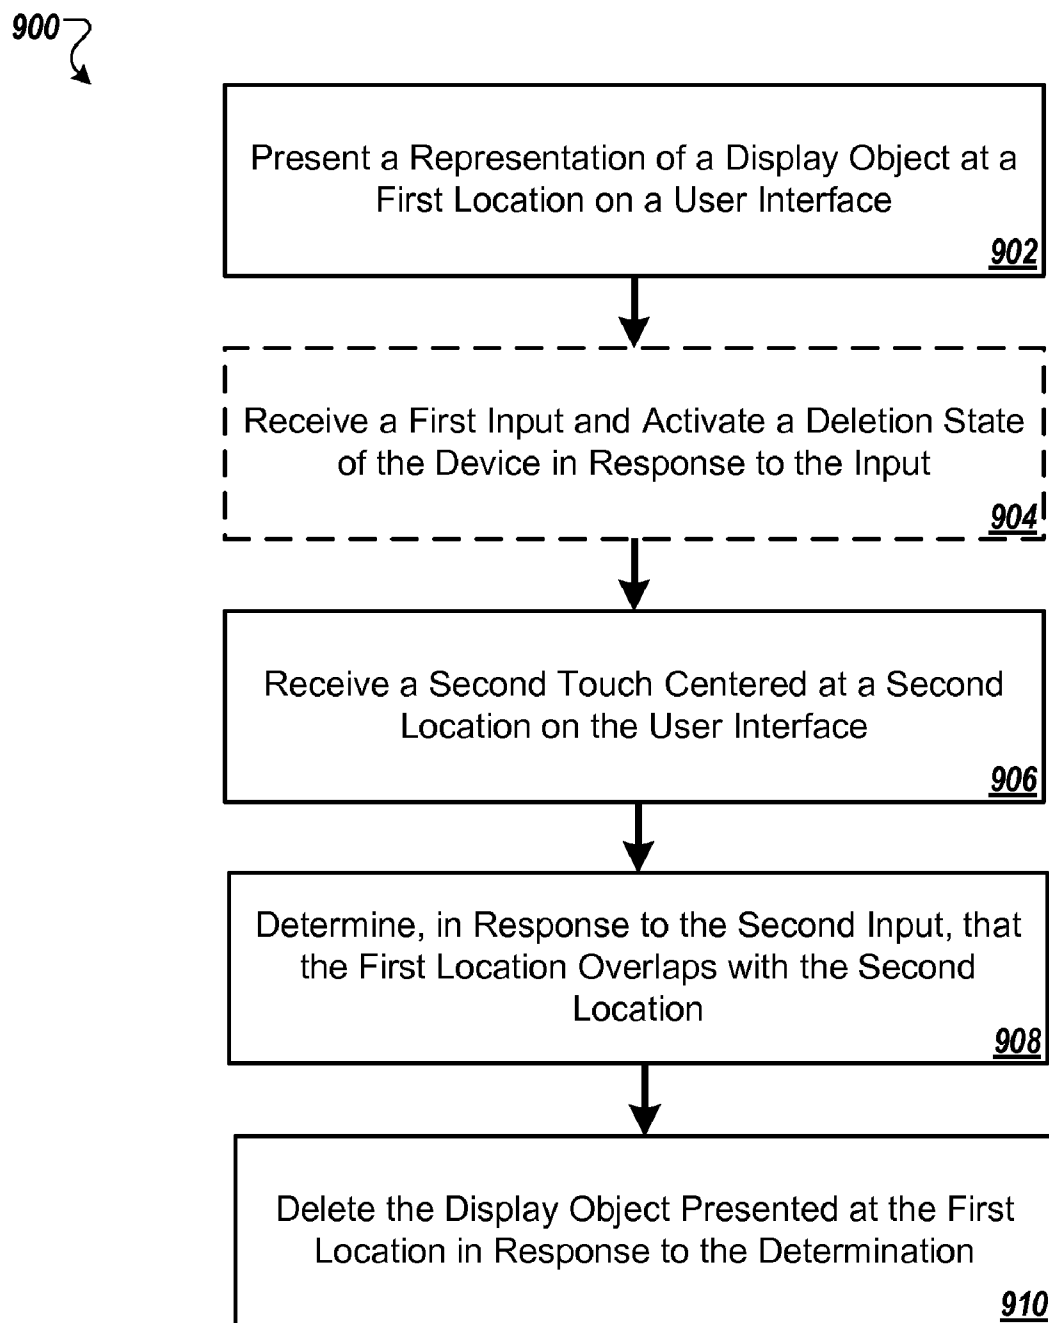 900
Present a Representation of a Display Object at a
First Location on a User Interface
902
Receive a First Input and Activate a Deletion State
of the Device in Response to the Input
904
Receive a Second Touch Centered at a Second
Location on the User Interface
906
Determine, in Response to the Second Input, that
the First Location Overlaps with the Second
Location
908
Delete the Display Object Presented at the First
Location in Response to the Determination
910